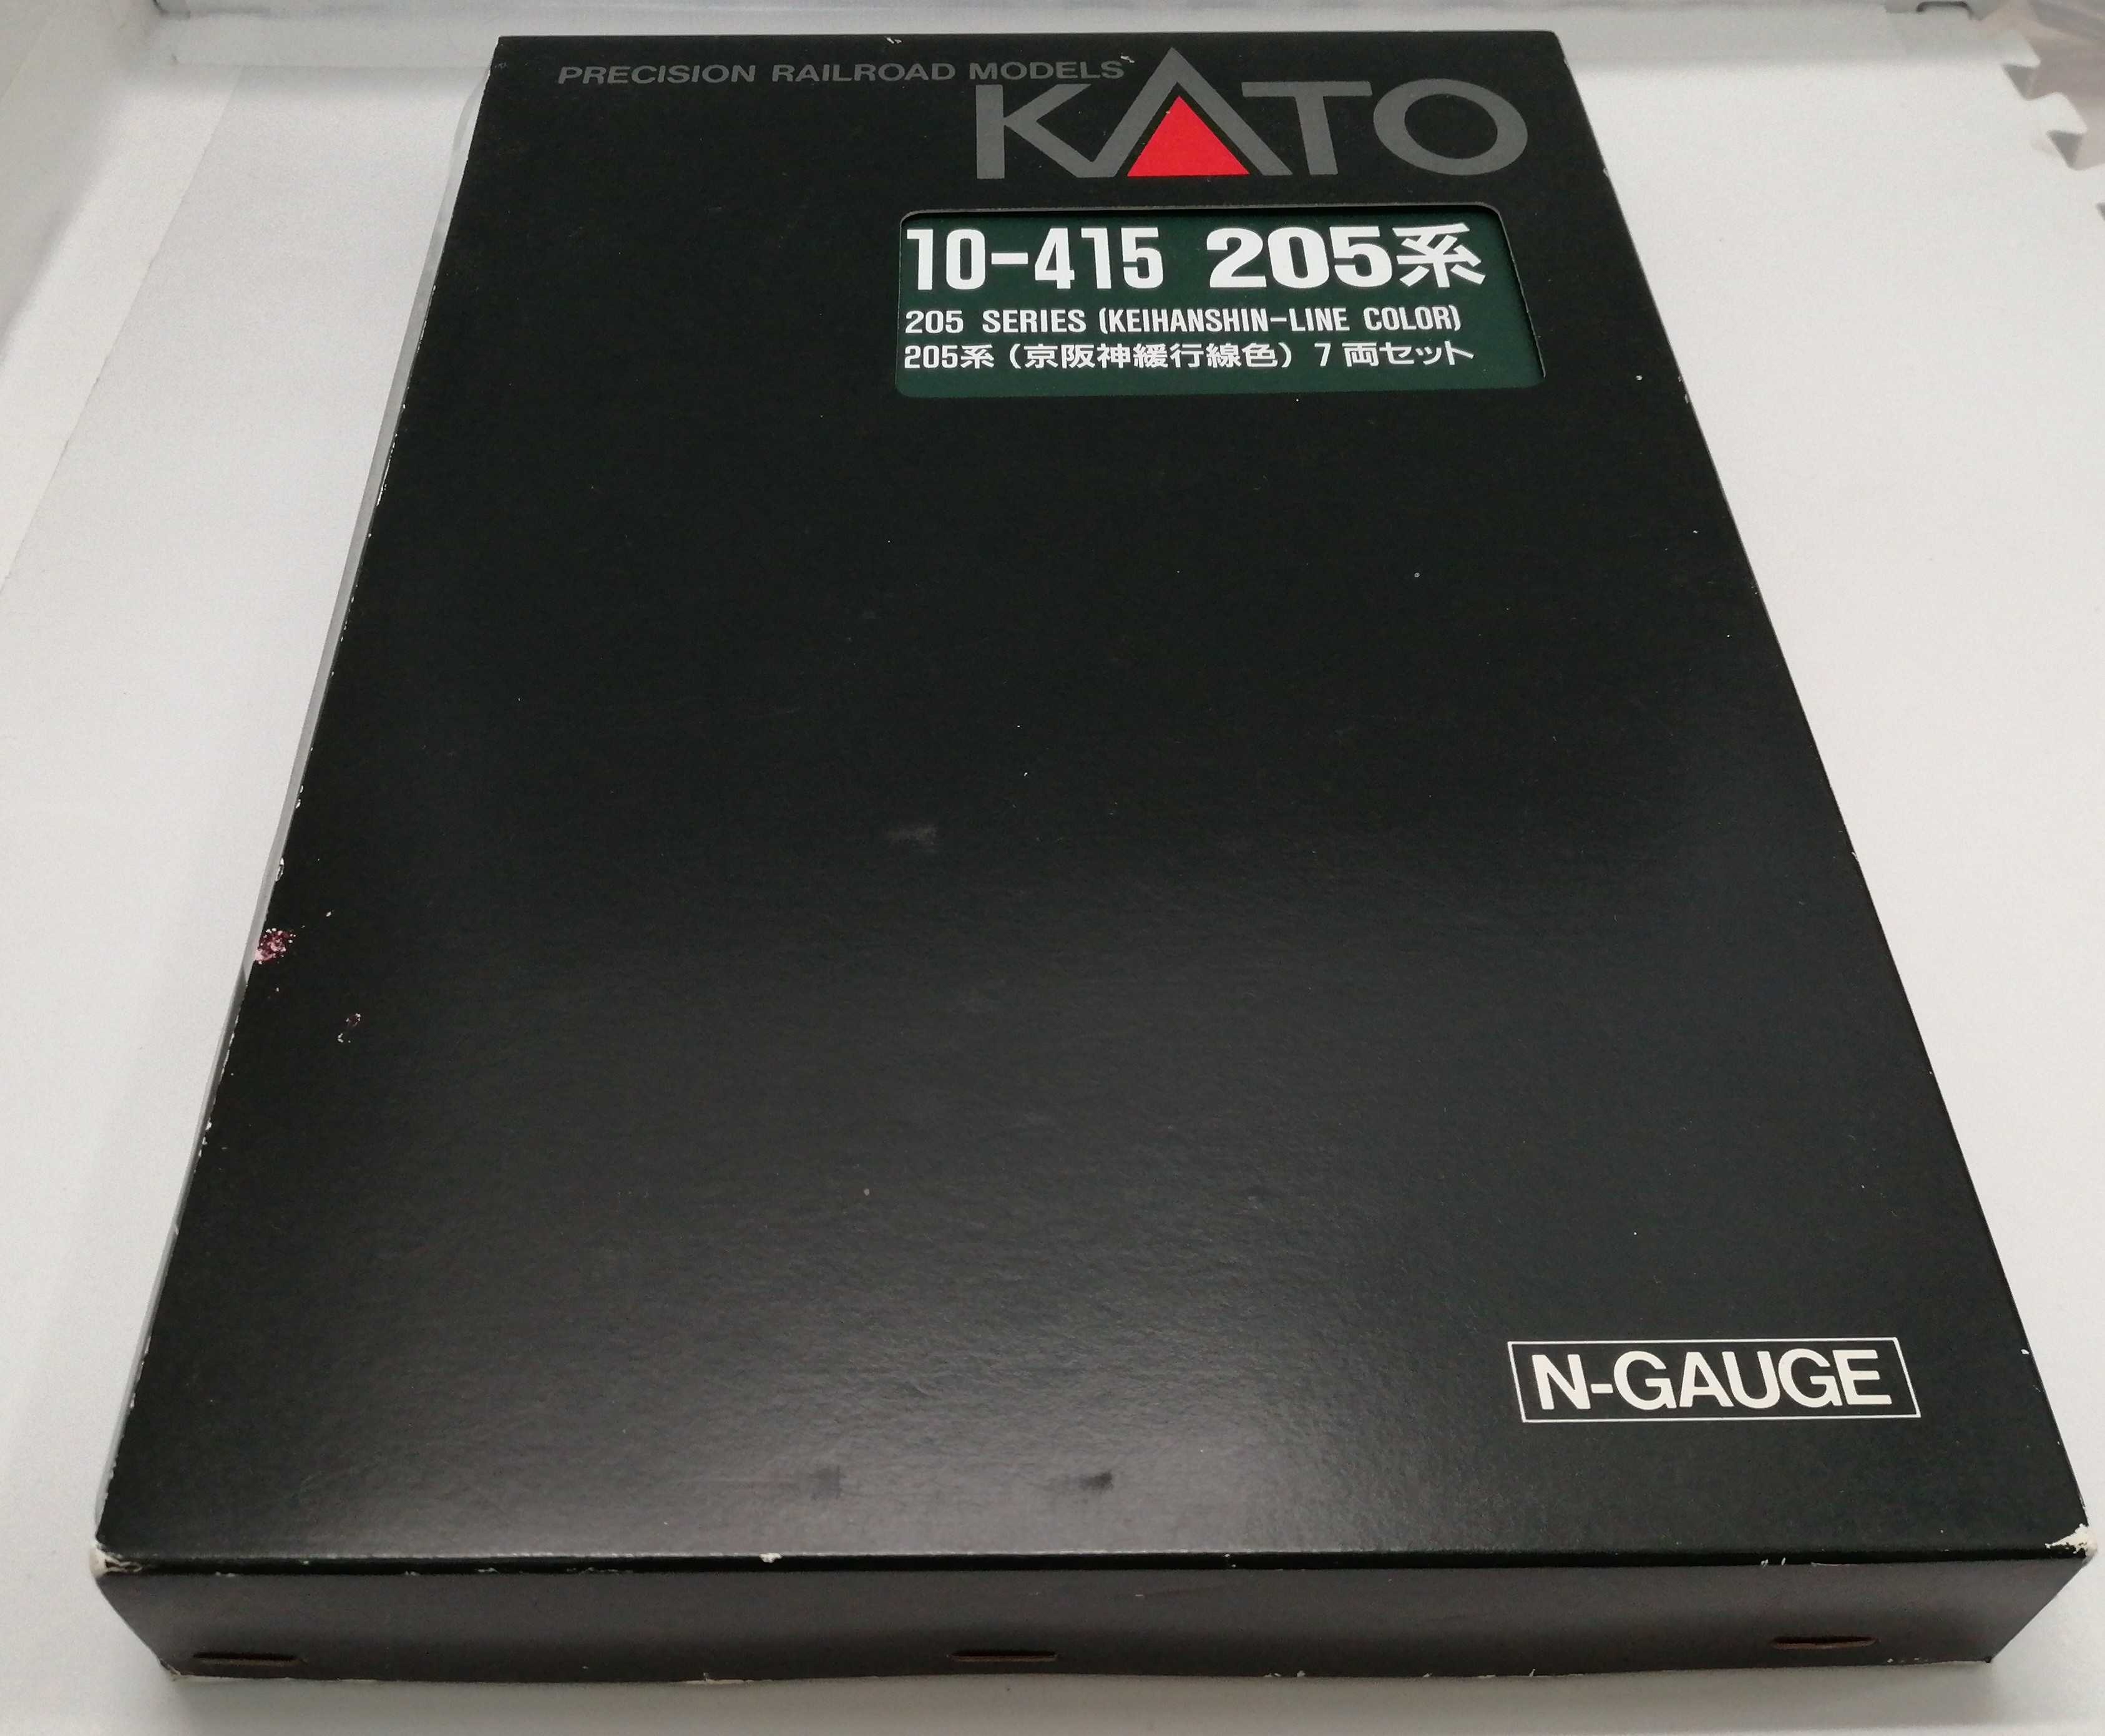 PRECISION RAILROAD MODELS
KATO
10-415 205系
205 SERIES (KEIHANSHIN-LINE COLOR)
205系（京阪神緩行線色）7両セット
N-GAUGE